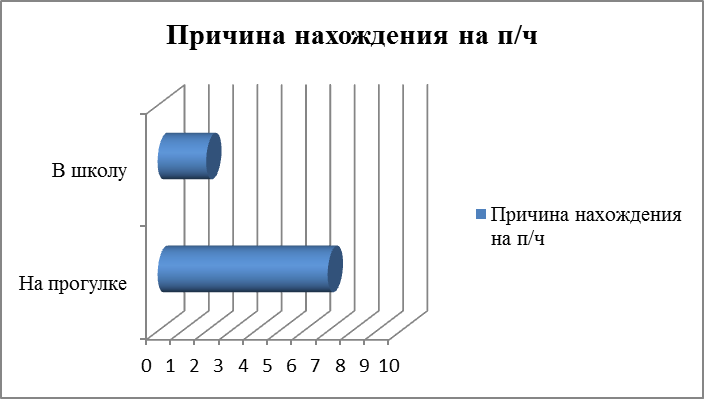 Причина нахождения на п/ч
В школу
На прогулке
0 1 2 3 4 5 6 7 8 9 10
Причина нахождения
на п/ч